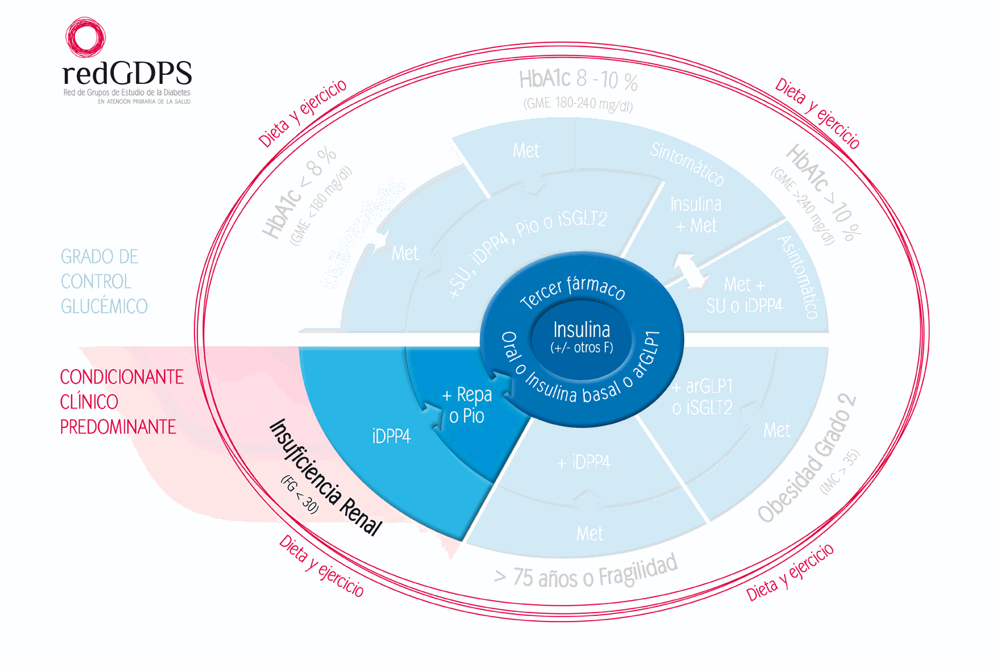 redGDPS
Red de Grupos de Estudio de la Diabetes
EN ATENCIÓN PRIMARIA DE LA SALUD
Dieta y ejercicio
Dieta y ejercicio
HbA1c 8 - 10 %
(GME 180-240 mg/dl)
HbA1c < 8 %
(GME <180 mg/dl)
HbA1c > 10 %
(GME >240 mg/dl)
Met
Sintomático
Insulina
+ Met
Met
+SU, iDPP4, Pio o iSGLT2
Asintomático
Met +
SU o iDPP4
GRADO DE
CONTROL
GLUCÉMICO
Tercer fármaco
Insulina
(+/- otros F)
Oral o Insulina basal o arGLP1
CONDICIONANTE
CLÍNICO
PREDOMINANTE
+ Repa
o Pio
iDPP4
Insuficiencia Renal
(FG < 30)
+ arGLP1
o iSGLT2
Met
Obesidad Grado 2
(IMC > 35)
+ iDPP4
Met
> 75 años o Fragilidad
Dieta y ejercicio
Dieta y ejercicio